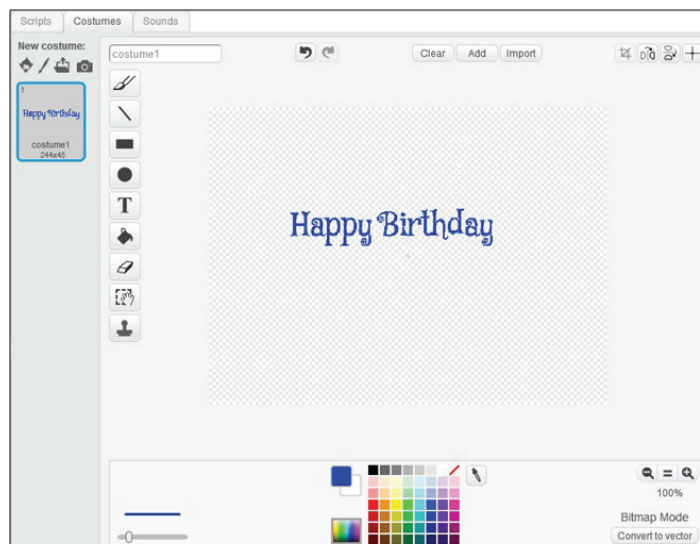 Scripts Costumes Sounds
New costume:
costume1
Clear Add Import
1
Happy Birthday
costume1
244x45
T
Happy Birthday
100%
Bitmap Mode
Convert to vector